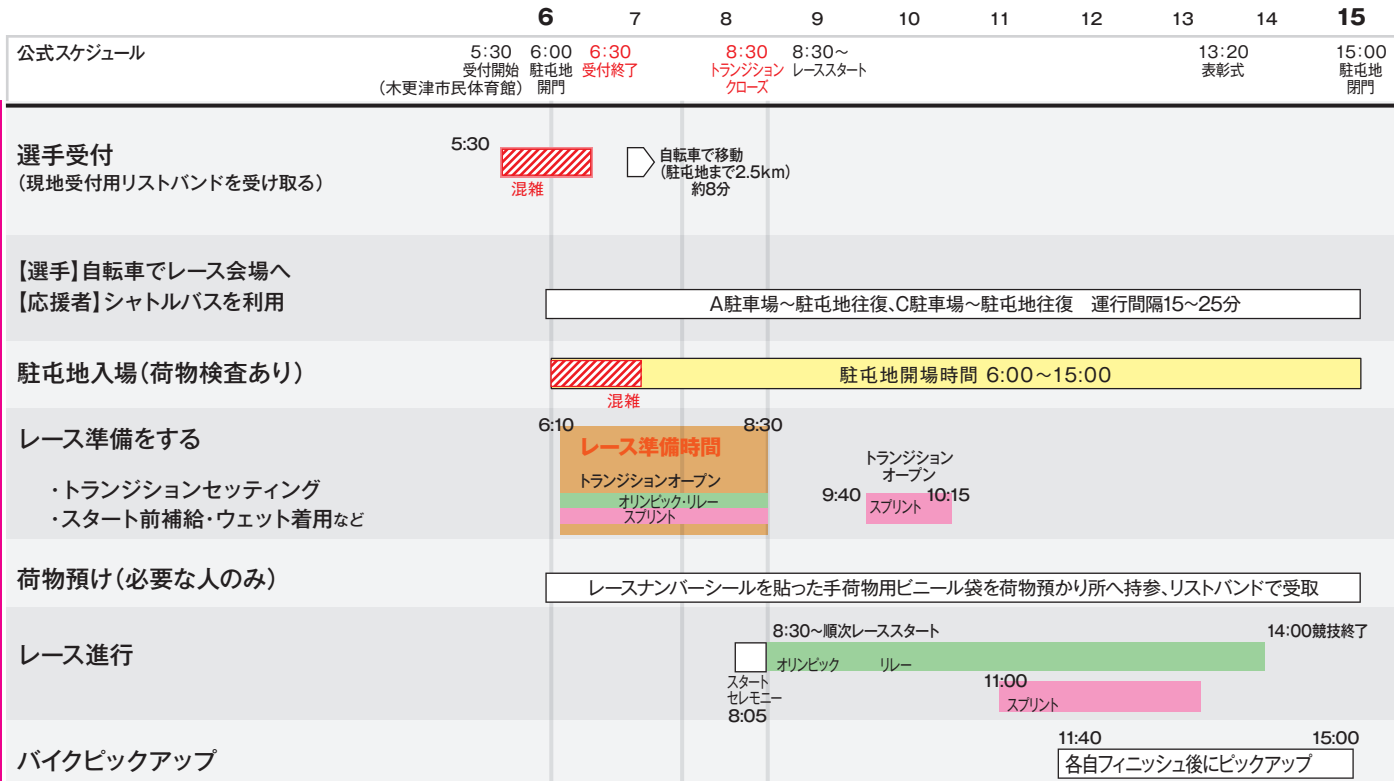 6 7 8 9 10 11 12 13 14 15
公式スケジュール
5:30
受付開始
(木更津市民体育館)
6:00
駐屯地
開門
6:30
受付終了
8:30
トランジション
クローズ
8:30～
レーススタート
13:20
表彰式
15:00
駐屯地
閉門
選手受付
(現地受付用リストバンドを受け取る)
5:30
混雑
自転車で移動
(駐屯地まで2.5km)
約8分
【選手】自転車でレース会場へ
【応援者】シャトルバスを利用
A駐車場～駐屯地往復、C駐車場～駐屯地往復　運行間隔15～25分
駐屯地入場(荷物検査あり)
混雑
駐屯地開場時間 6:00～15:00
レース準備をする
・トランジションセッティング
・スタート前補給・ウェット着用など
6:10
8:30
レース準備時間
トランジションオープン
オリンピック・リレー
スプリント
トランジション
オープン
9:40
10:15
スプリント
荷物預け(必要な人のみ)
レースナンバーシールを貼った手荷物用ビニール袋を荷物預かり所へ持参、リストバンドで受取
レース進行
スタート
セレモニー
8:05
8:30～順次レーススタート
14:00競技終了
オリンピック リレー
11:00
スプリント
バイクピックアップ
11:40
15:00
各自フィニッシュ後にピックアップ